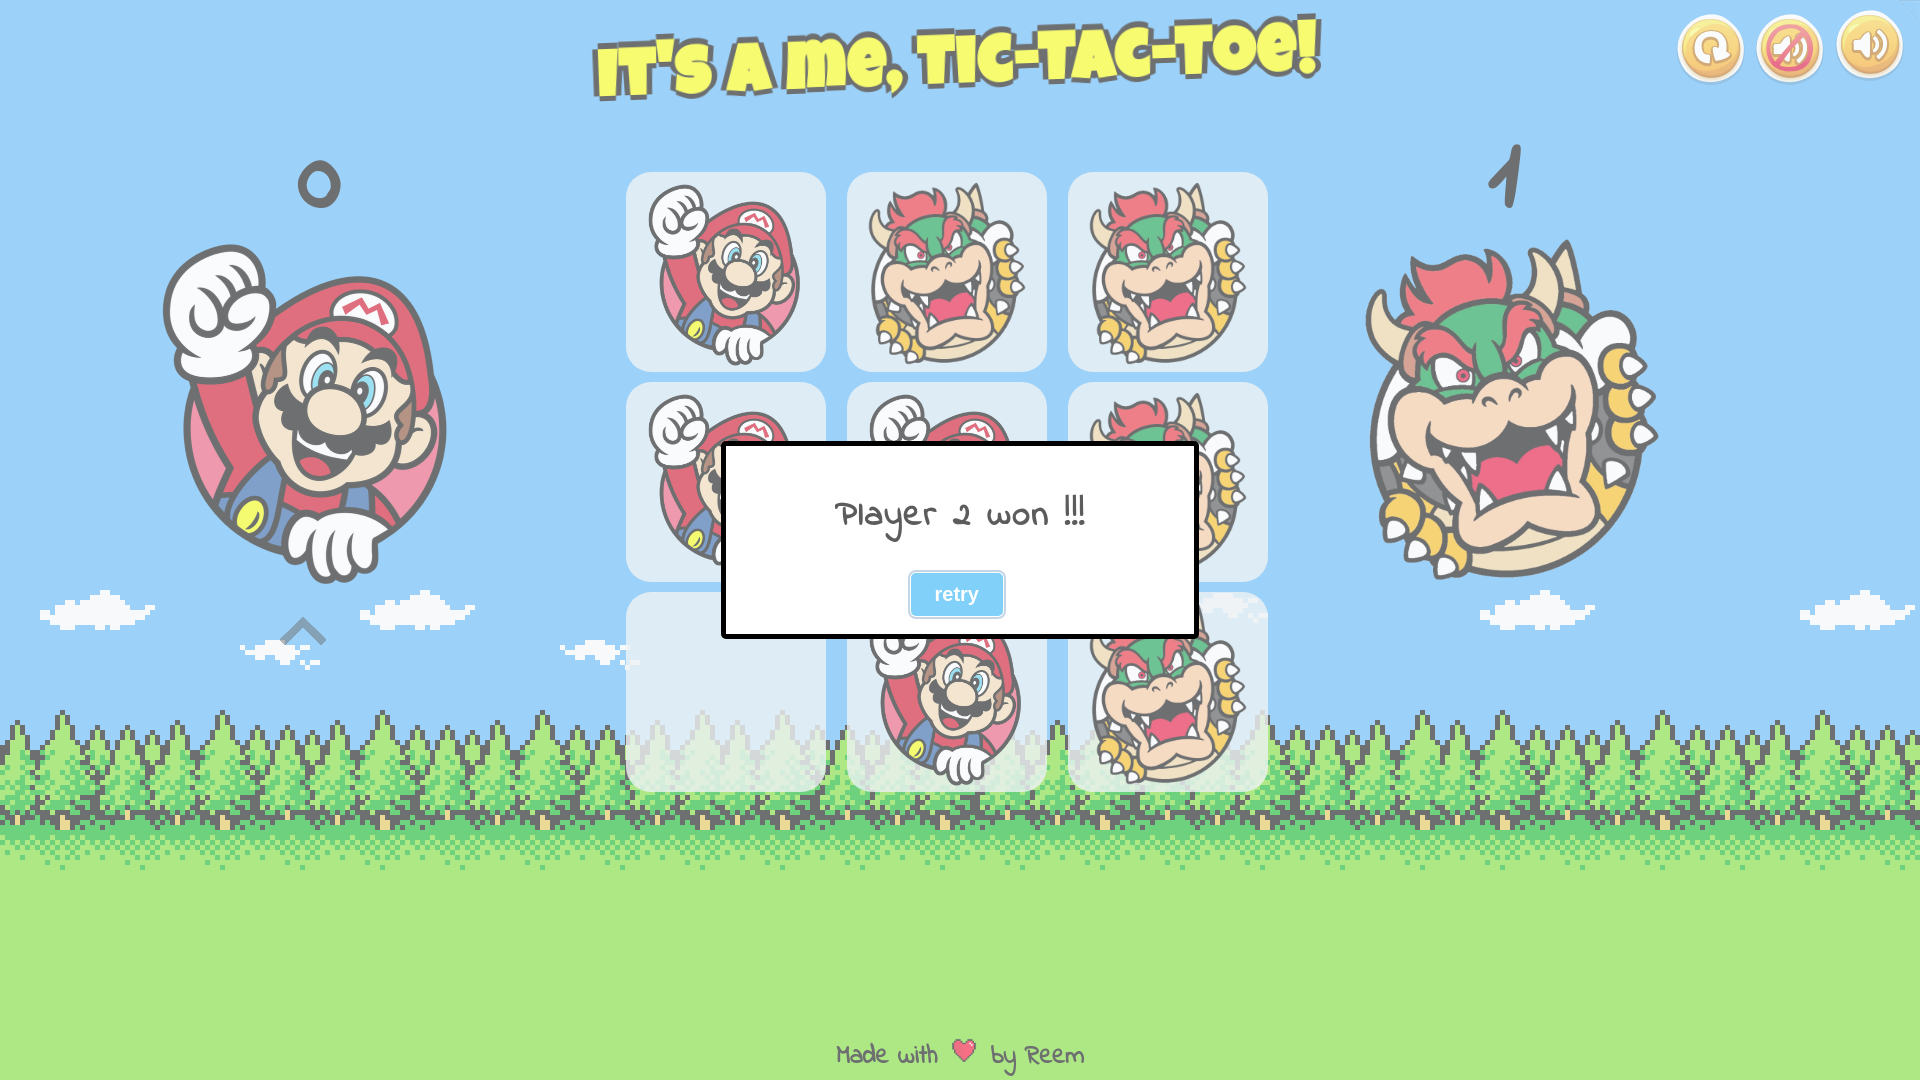 IT'S A me, TIC-TAC-Toe!
0
1
Player 2 won !!!
retry
Made with by Reem